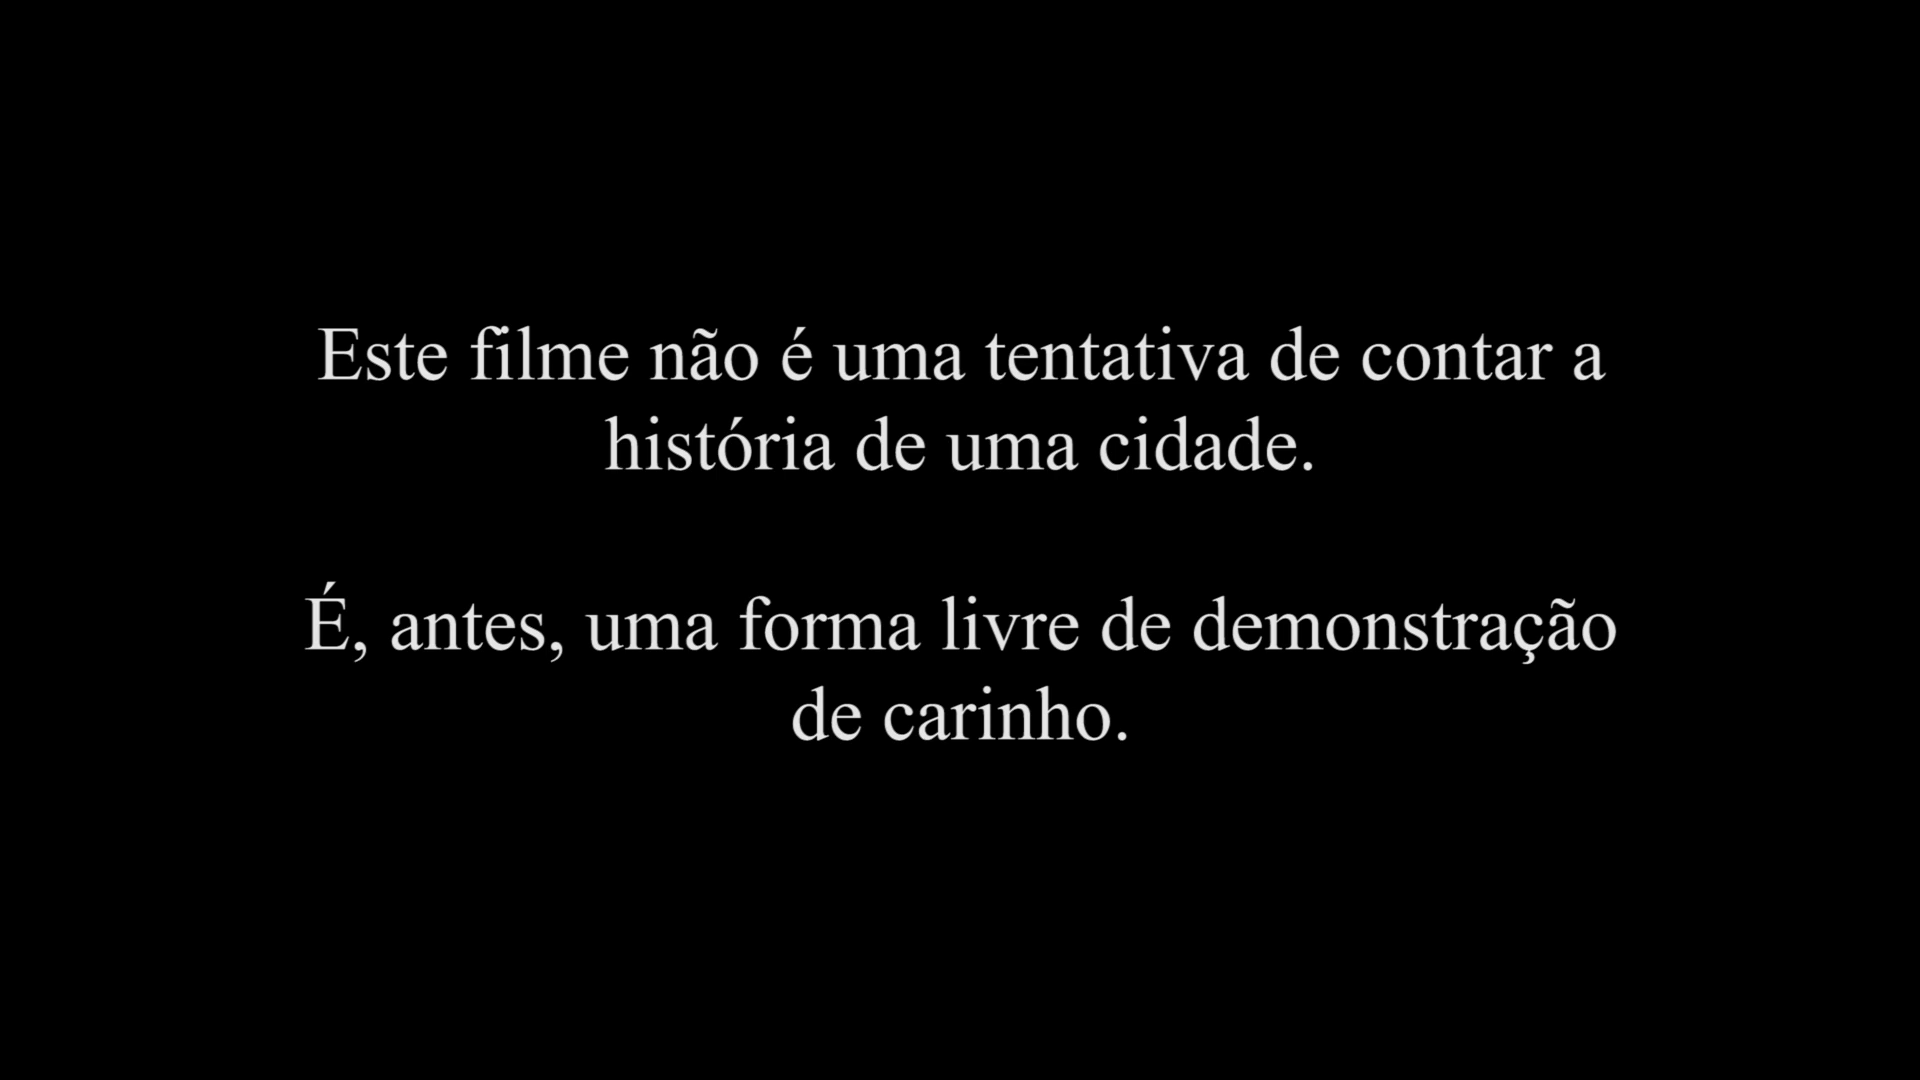 Este filme não é uma tentativa de contar a
história de uma cidade.
É, antes, uma forma livre de demonstração
de carinho.